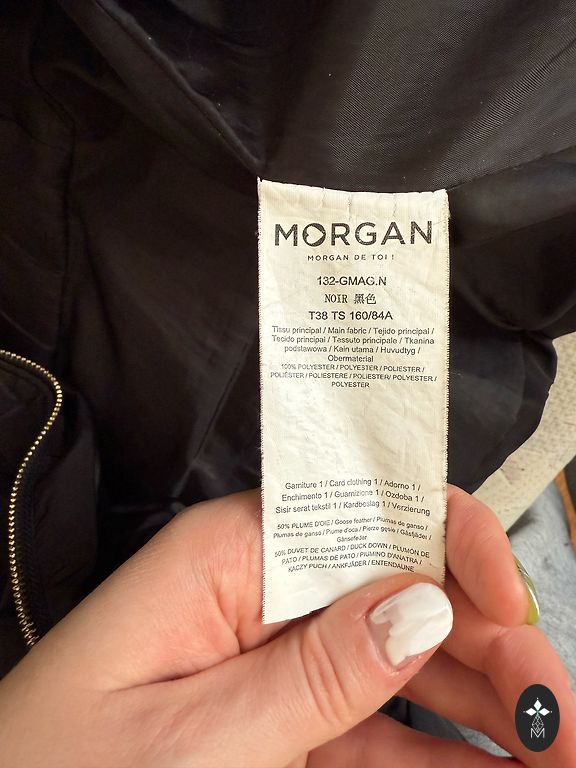 MORGAN
MORGAN DE TOI !
132-GMAG.N
NOIR 黑色
T38 TS 160/84A
Tissu principal / Main fabric / Tejido principal /
Tecido principal / Tessuto principale / Tkanina
podstawowa / Kain utama / Huvudtyg /
Obermaterial
100% POLYESTER / POLYESTER / POLIESTER /
POLIÉSTER / POLIESTERE / POLIESTER/ POLYESTER /
POLYESTER
Garniture 1 / Card clothing 1 / Adorno 1 /
Enchimento 1 / Guarnizione 1 / Ozdoba 1 /
Sisir serat tekstil 1 / Kardbeslag 1 / Verzierung
50% PLUME D'OIE / Goose feather / Plumas de ganso /
Plumas de ganso / Piume d'oca / Pierze gęsie / Gåsfjäder /
Gänsefeder
50% DUVET DE CANARD / DUCK DOWN / PLUMÓN DE
PATO / PLUMAS DE PATO / PIUMINO D'ANATRA /
KACZY PUCH / ANKFJÄDER / ENTENDAUNE
M